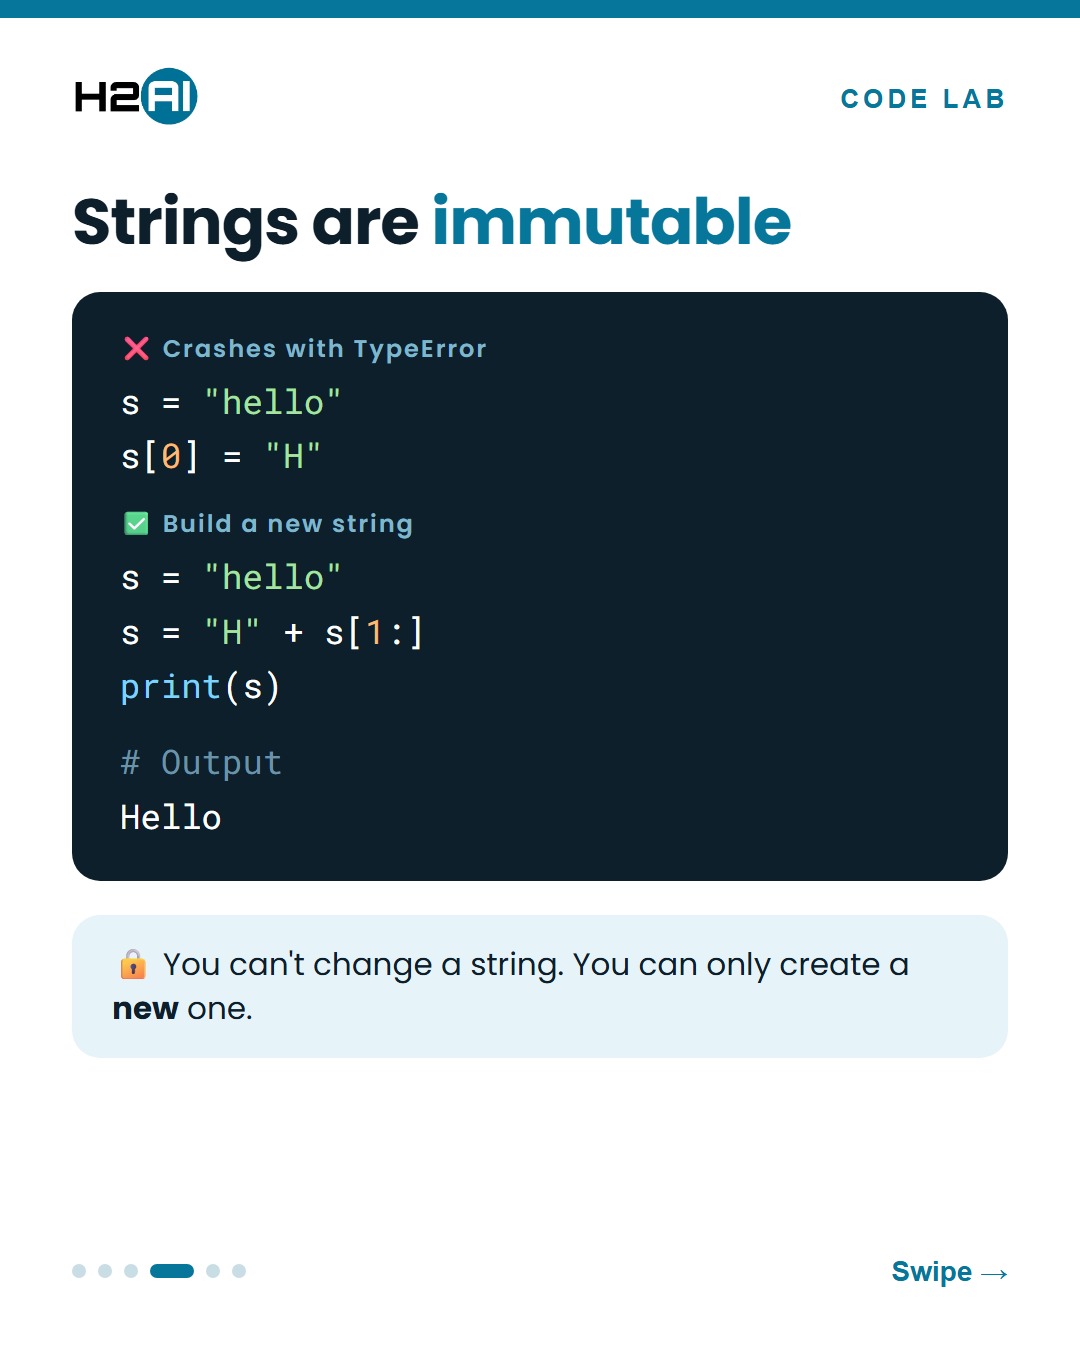 H2AI
CODE LAB
Strings are immutable
❌ Crashes with TypeError
s = "hello"
s[0] = "H"
✅ Build a new string
s = "hello"
s = "H" + s[1:]
print(s)
# Output
Hello
🔒 You can't change a string. You can only create a
new one.
Swipe →